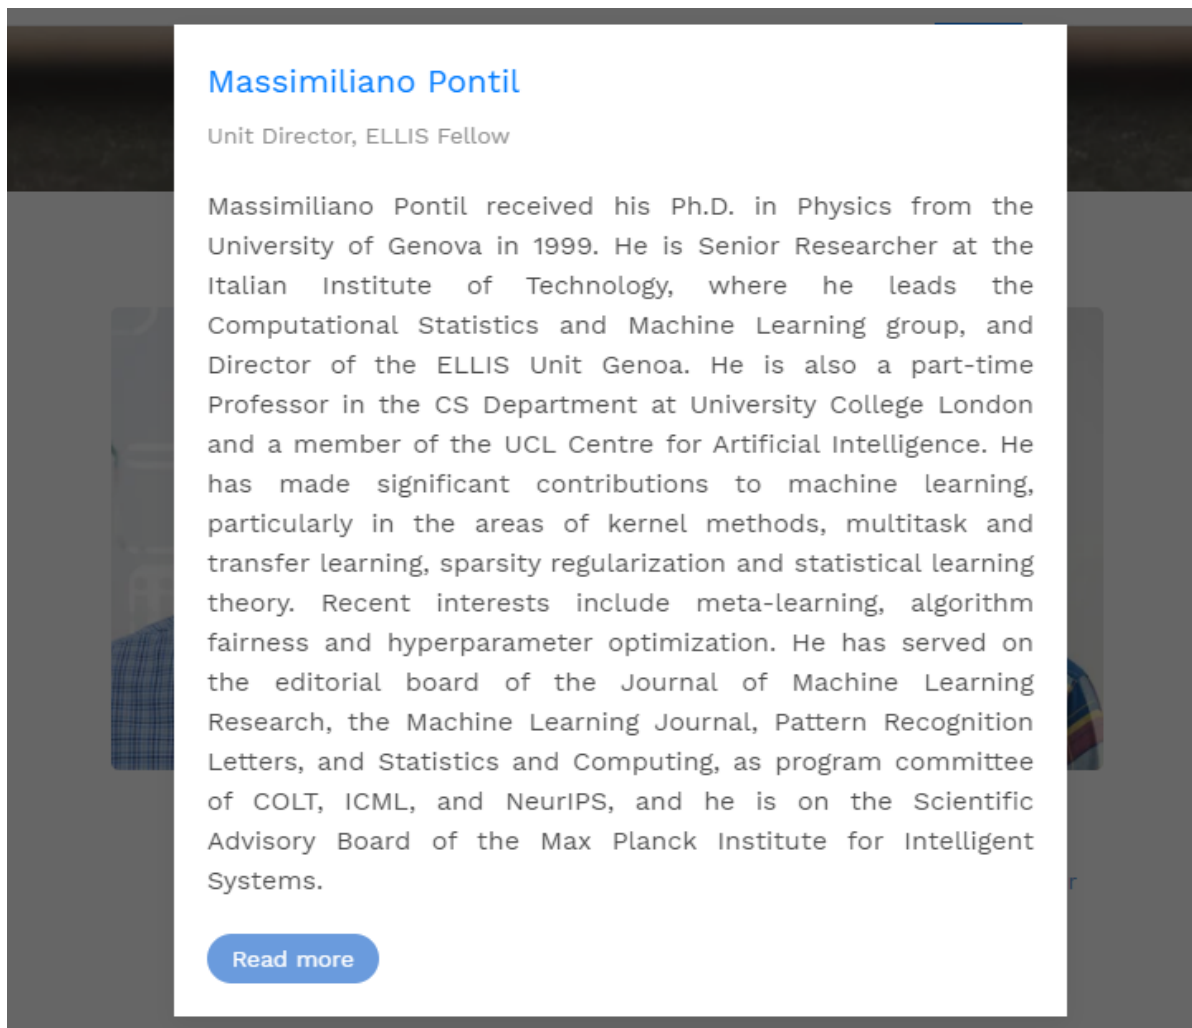 Massimiliano Pontil
Unit Director, ELLIS Fellow
Massimiliano Pontil received his Ph.D. in Physics from the
University of Genova in 1999. He is Senior Researcher at the
Italian Institute of Technology, where he leads the
Computational Statistics and Machine Learning group, and
Director of the ELLIS Unit Genoa. He is also a part-time
Professor in the CS Department at University College London
and a member of the UCL Centre for Artificial Intelligence. He
has made significant contributions to machine learning,
particularly in the areas of kernel methods, multitask and
transfer learning, sparsity regularization and statistical learning
theory. Recent interests include meta-learning, algorithm
fairness and hyperparameter optimization. He has served on
the editorial board of the Journal of Machine Learning
Research, the Machine Learning Journal, Pattern Recognition
Letters, and Statistics and Computing, as program committee
of COLT, ICML, and NeurIPS, and he is on the Scientific
Advisory Board of the Max Planck Institute for Intelligent
Systems.
Read more